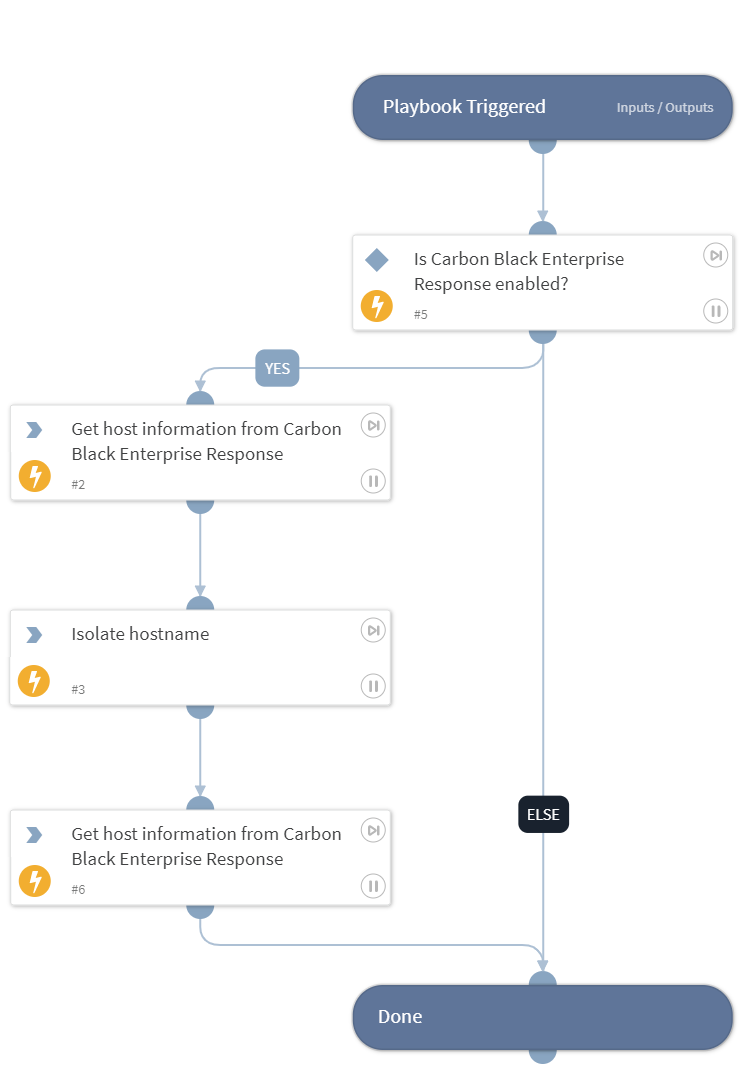 Playbook Triggered
Inputs / Outputs
Is Carbon Black Enterprise
Response enabled?
#5
YES
Get host information from Carbon
Black Enterprise Response
#2
Isolate hostname
#3
ELSE
Get host information from Carbon
Black Enterprise Response
#6
Done